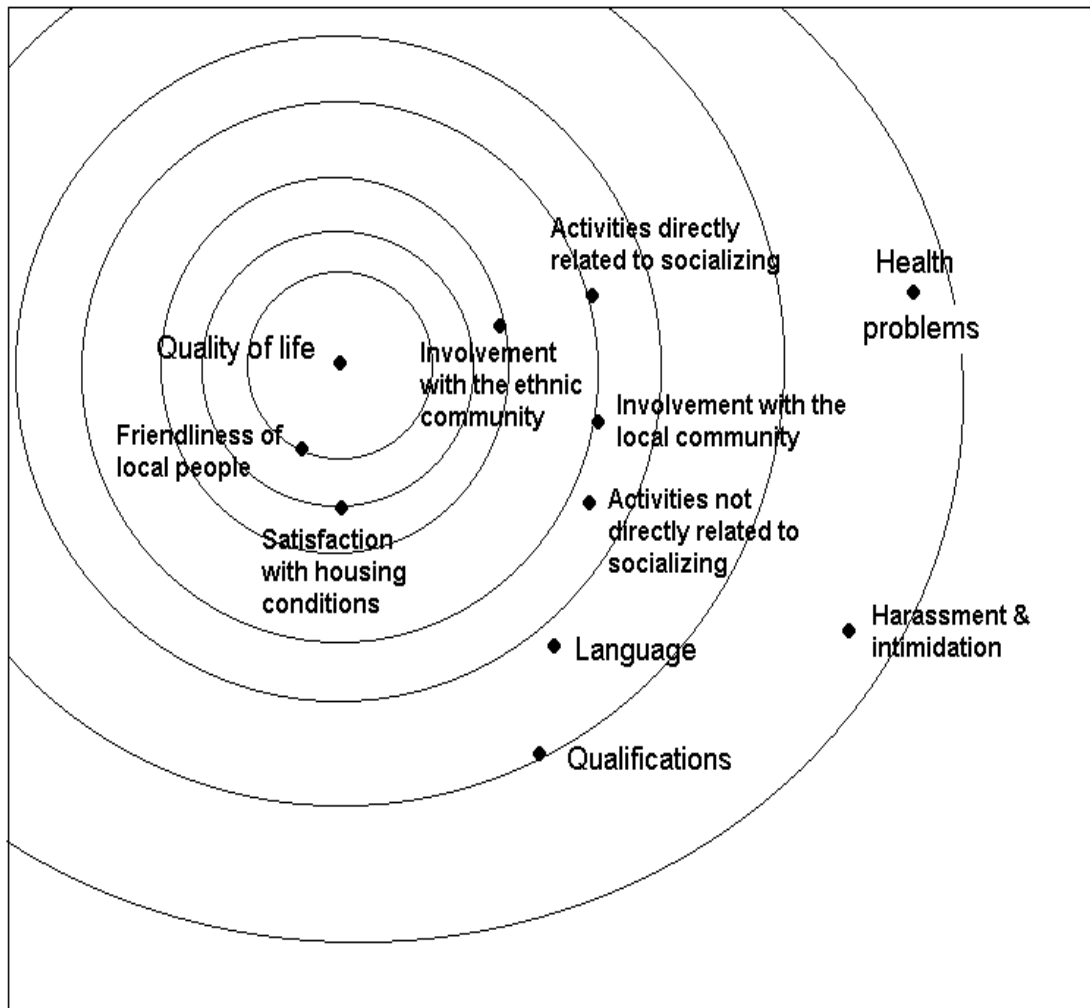 Activities directly
related to socializing
Health
problems
Quality of life
Involvement
with the ethnic
community
Involvement with the
local community
Friendliness of
local people
Activities not
directly related to
socializing
Satisfaction
with housing
conditions
Harassment &
intimidation
Language
Qualifications